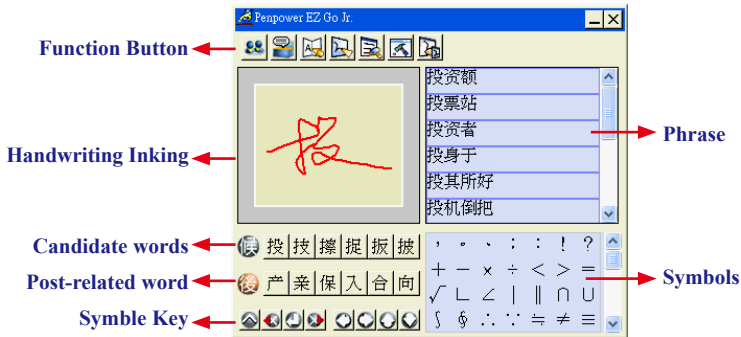 Penpower EZ Go Jr.
Function Button
投
投资额
投票站
投资者
投身于
投其所好
投机倒把
Handwriting Inking
Phrase
Candidate words
候 投 技 擦 捉 扳 披
Post-related word
後 产 亲 保 入 合 向
Symble Key
， 。 、 ； ： ！ ？
＋ － × ÷ ＜ ＞ ＝
√ ∟ ∠ ∣ ∥ ∩ ∪
∫ ∮ ∴ ∵ ≒ ≠ ≡
Symbols